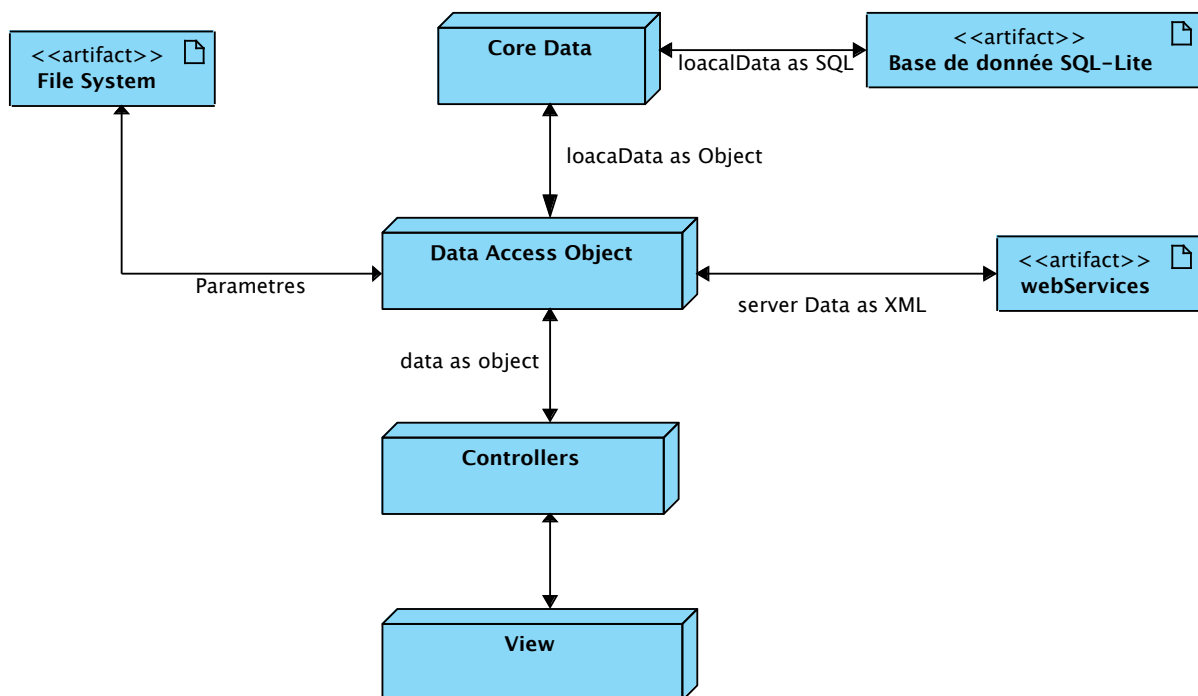 <<artifact>>
File System
Core Data
loacalData as SQL
<<artifact>>
Base de donnée SQL-Lite
loacaData as Object
Data Access Object
Parametres
<<artifact>>
webServices
server Data as XML
data as object
Controllers
View